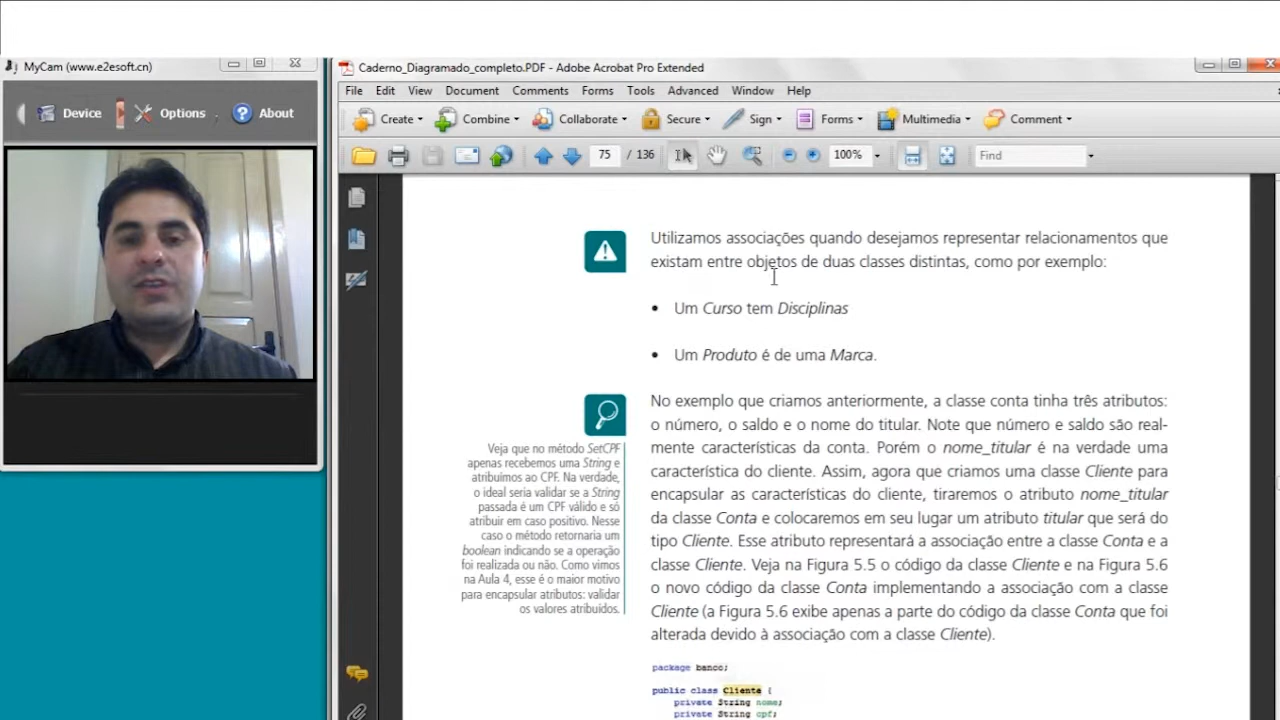 MyCam (www.e2esoft.cn)
Device
Options
About
Caderno_Diagramado_completo.PDF - Adobe Acrobat Pro Extended
File Edit View Document Comments Forms Tools Advanced Window Help
Create Combine Collaborate Secure Sign Forms Multimedia Comment
75 / 136 100% Find
Utilizamos associações quando desejamos representar relacionamentos que
existam entre objetos de duas classes distintas, como por exemplo:
• Um Curso tem Disciplinas
• Um Produto é de uma Marca.
No exemplo que criamos anteriormente, a classe conta tinha três atributos:
o número, o saldo e o nome do titular. Note que número e saldo são real-
mente características da conta. Porém o nome_titular é na verdade uma
característica do cliente. Assim, agora que criamos uma classe Cliente para
encapsular as características do cliente, tiraremos o atributo nome_titular
da classe Conta e colocaremos em seu lugar um atributo titular que será do
tipo Cliente. Esse atributo representará a associação entre a classe Conta e a
classe Cliente. Veja na Figura 5.5 o código da classe Cliente e na Figura 5.6
o novo código da classe Conta implementando a associação com a classe
Cliente (a Figura 5.6 exibe apenas a parte do código da classe Conta que foi
alterada devido à associação com a classe Cliente).
Veja que no método SetCPF
apenas recebemos uma String e
atribuimos ao CPF. Na verdade,
o ideal seria validar se a String
passada é um CPF válido e só
atribuir em caso positivo. Nesse
caso o método retornaria um
boolean indicando se a operação
foi realizada ou não. Como vimos
na Aula 4, esse é o maior motivo
para encapsular atributos: validar
os valores atribuídos.
package banco;
public class Cliente {
private String nome;
private String cpf;